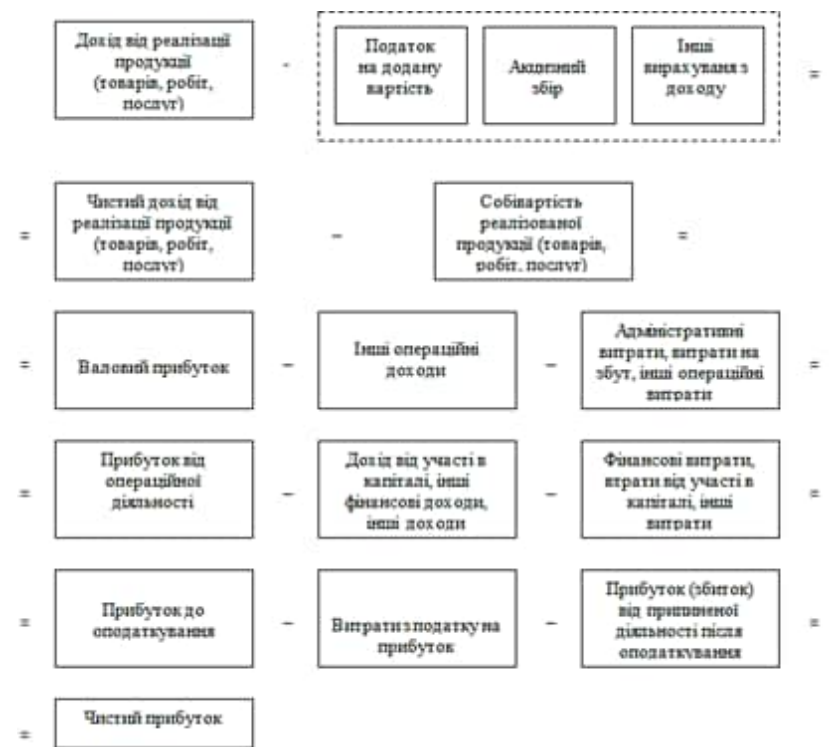 Дохід від реалізації
продукції
(товарів, робіт,
послуг)
-
Податок
на додану
вартість
Акцизний
збір
Інші
вирахуваня з
доходу
=
=
Чистий дохід від
реалізації продукції
(товарів, робіт,
послуг)
–
Собівартість
реалізованої
продукції (товарів,
робіт, послуг)
=
=
Валовий прибуток
–
Інші операційні
доходи
–
Адміністративні
витрати, витрати на
збут, інші операційні
витрати
=
=
Прибуток від
операційної
діяльності
–
Дохід від участі в
капіталі, інші
фінансові доходи,
інші доходи
–
Фінансові витрати,
втрати від участі в
капіталі, інші
витрати
=
=
Прибуток до
оподаткування
–
Витрати з податку на
прибуток
–
Прибуток (збиток)
від припиненої
діяльності після
оподаткування
=
=
Чистий прибуток